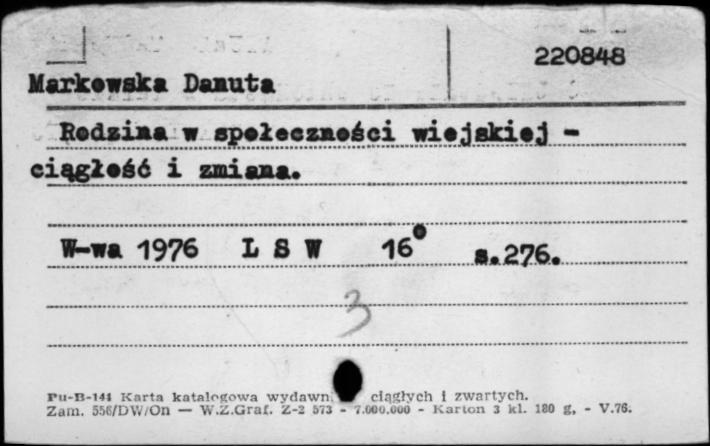 220848
Markowska Danuta
Rodzina w społeczności wiejskiej -
ciągłość i zmiana.
W-wa 1976 L S W 16° s.276.
3
Pu-B-144 Karta katalogowa wydawn. ciągłych i zwartych.
Zam. 556/DW/On — W.Z.Graf. Z-2 573 - 7.000.000 - Karton 3 kl. 180 g, - V.76.